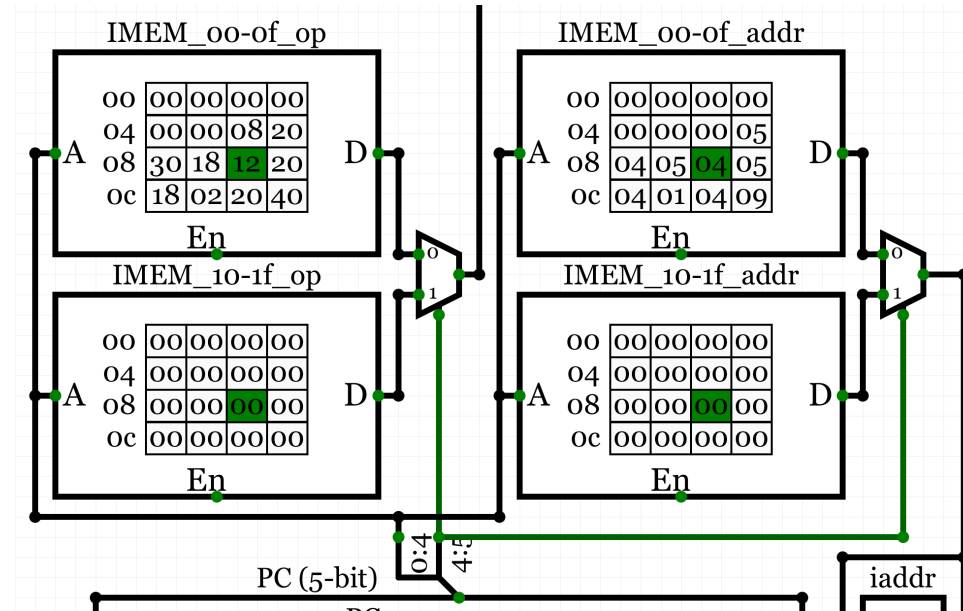 IMEM_00-0f_op
00 00 00 00 00
04 00 00 08 20
A 08 30 18 12 20 D
0c 18 02 20 40
En
0
1
IMEM_10-1f_op
00 00 00 00 00
04 00 00 00 00
A 08 00 00 00 00 D
0c 00 00 00 00
En
IMEM_00-0f_addr
00 00 00 00 00
04 00 00 00 05
A 08 04 05 04 05 D
0c 04 01 04 09
En
0
1
IMEM_10-1f_addr
00 00 00 00 00
04 00 00 00 00
A 08 00 00 00 00 D
0c 00 00 00 00
En
0:4
4:5
PC (5-bit)
PC
iaddr